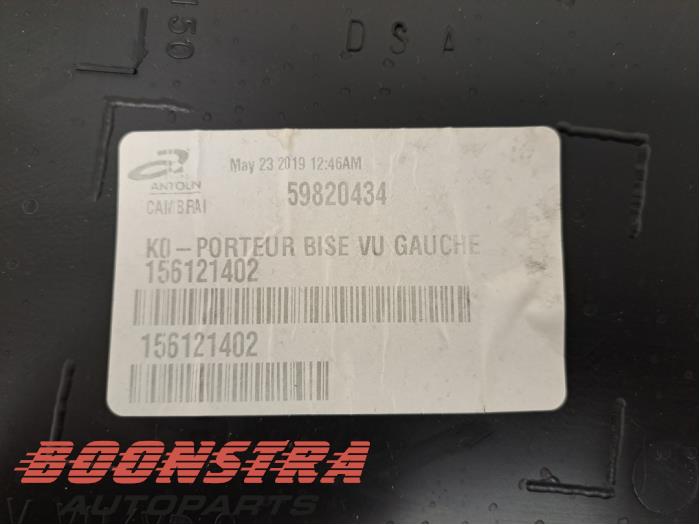 150
DSA
May 23 2019 12:46AM
ANTOLIN
CAMBRAI
59820434
K0-PORTEUR BISE VU GAUCHE
156121402
156121402
BOONSTRA
AUTOPARTS